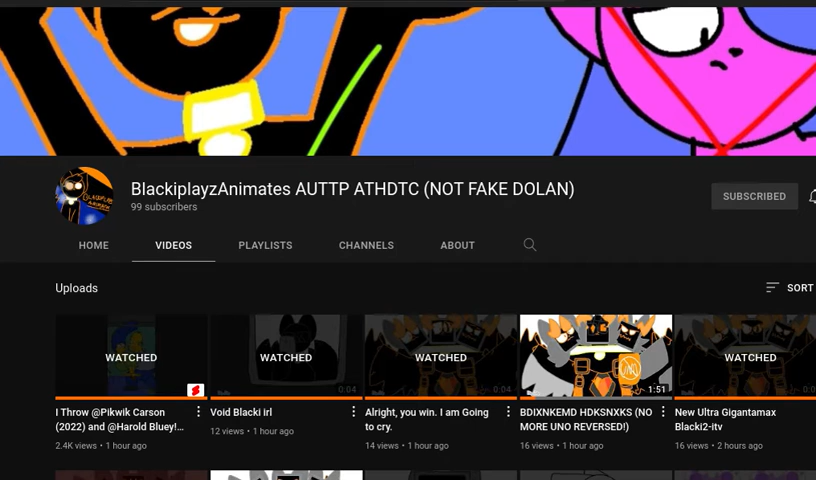 BlackiplayzAnimates AUTTP ATHDTC (NOT FAKE DOLAN)
99 subscribers
SUBSCRIBED
HOME VIDEOS PLAYLISTS CHANNELS ABOUT
Uploads
SORT
WATCHED WATCHED WATCHED WATCHED
0:04 0:04 1:51
I Throw @Pikwik Carson
(2022) and @Harold Bluey!...
2.4K views • 1 hour ago
Void Blacki irl
12 views • 1 hour ago
Alright, you win. I am Going
to cry.
14 views • 1 hour ago
BDIXNKEMD HDKSNXKS (NO
MORE UNO REVERSED!)
16 views • 1 hour ago
New Ultra Gigantamax
Blacki2-itv
16 views • 2 hours ago